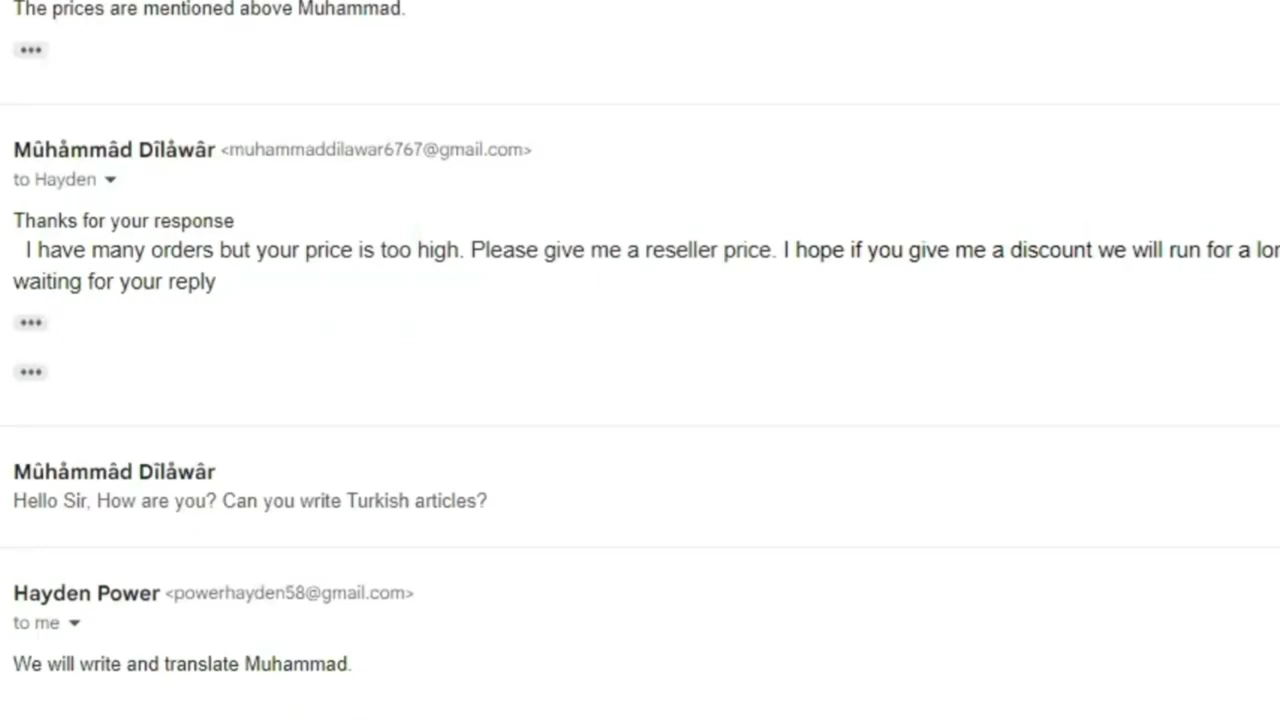 The prices are mentioned above Muhammad.
•••
Mûhåmmâd Dîlåwâr <muhammaddilawar6767@gmail.com>
to Hayden
Thanks for your response
I have many orders but your price is too high. Please give me a reseller price. I hope if you give me a discount we will run for a
waiting for your reply
•••
•••
Mûhåmmâd Dîlåwâr
Hello Sir, How are you? Can you write Turkish articles?
Hayden Power <powerhayden58@gmail.com>
to me
We will write and translate Muhammad.